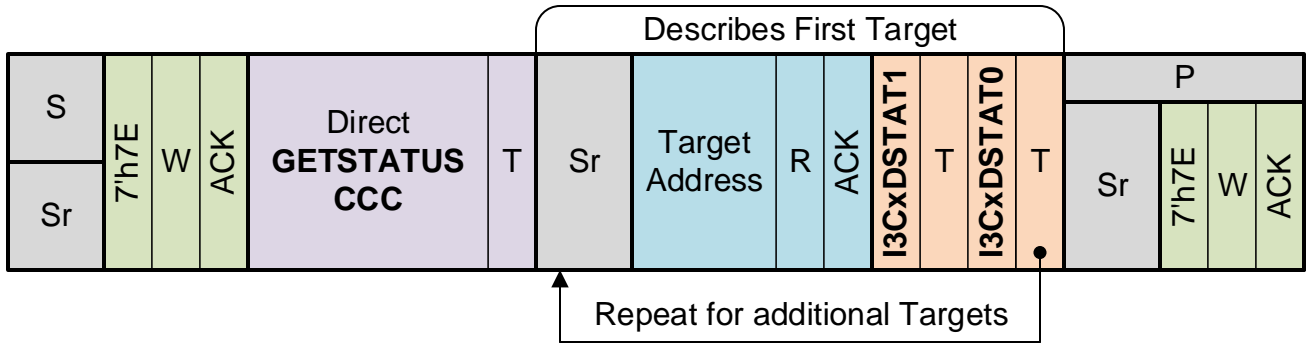 Describes First Target
S
Sr
7'h7E
W
ACK
Direct
GETSTATUS
CCC
T
Sr
Target
Address
R
ACK
I3CxDSTAT1
T
I3CxDSTAT0
T
P
Sr
7'h7E
W
ACK
Repeat for additional Targets